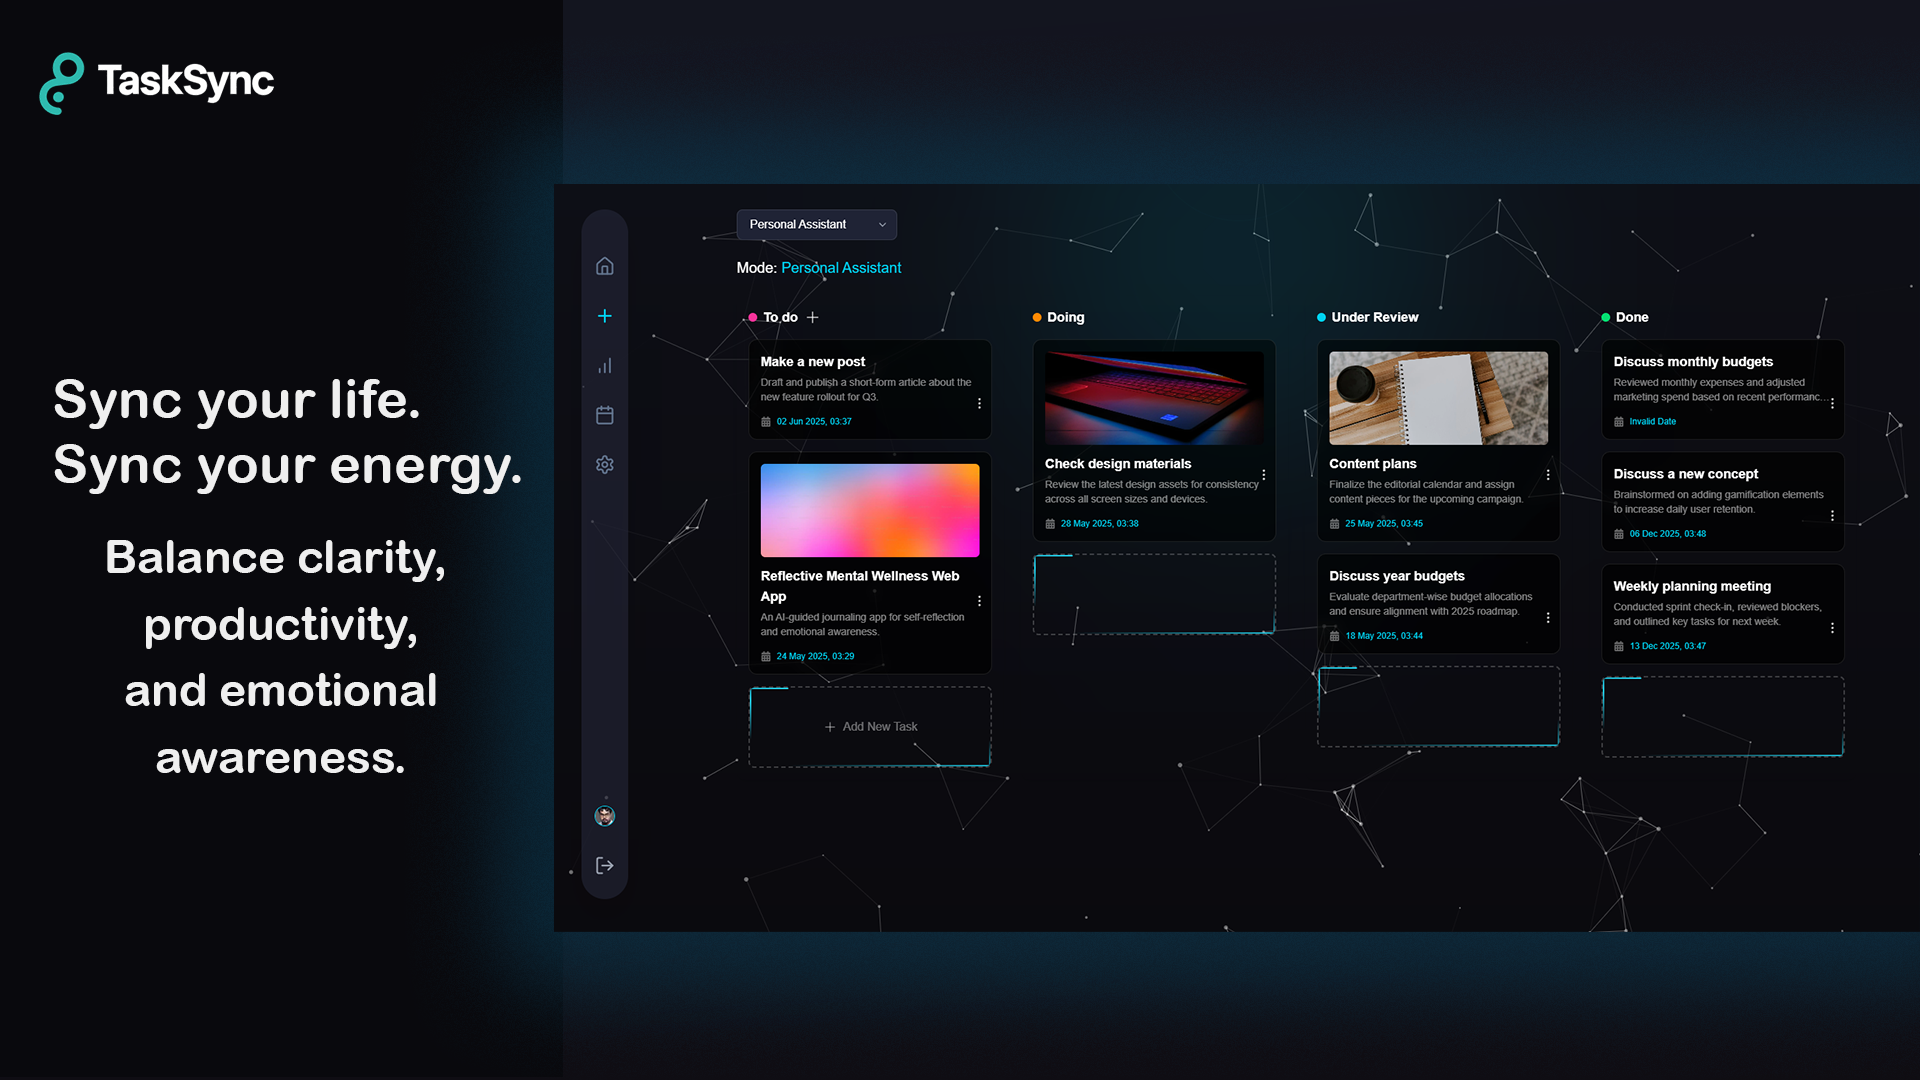 TaskSync
Sync your life.
Sync your energy.
Balance clarity,
productivity,
and emotional
awareness.
Personal Assistant
Mode: Personal Assistant
To do
Make a new post
Draft and publish a short-form article about the
new feature rollout for Q3.
02 Jun 2025, 03:37
Reflective Mental Wellness Web
App
An AI-guided journaling app for self-reflection
and emotional awareness.
24 May 2025, 03:29
+ Add New Task
Doing
Check design materials
Review the latest design assets for consistency
across all screen sizes and devices.
28 May 2025, 03:38
Under Review
Content plans
Finalize the editorial calendar and assign
content pieces for the upcoming campaign.
25 May 2025, 03:45
Discuss year budgets
Evaluate department-wise budget allocations
and ensure alignment with 2025 roadmap.
18 May 2025, 03:44
Done
Discuss monthly budgets
Reviewed monthly expenses and adjusted
marketing spend based on recent performanc...
Invalid Date
Discuss a new concept
Brainstormed on adding gamification elements
to increase daily user retention.
06 Dec 2025, 03:48
Weekly planning meeting
Conducted sprint check-in, reviewed blockers,
and outlined key tasks for next week.
13 Dec 2025, 03:47